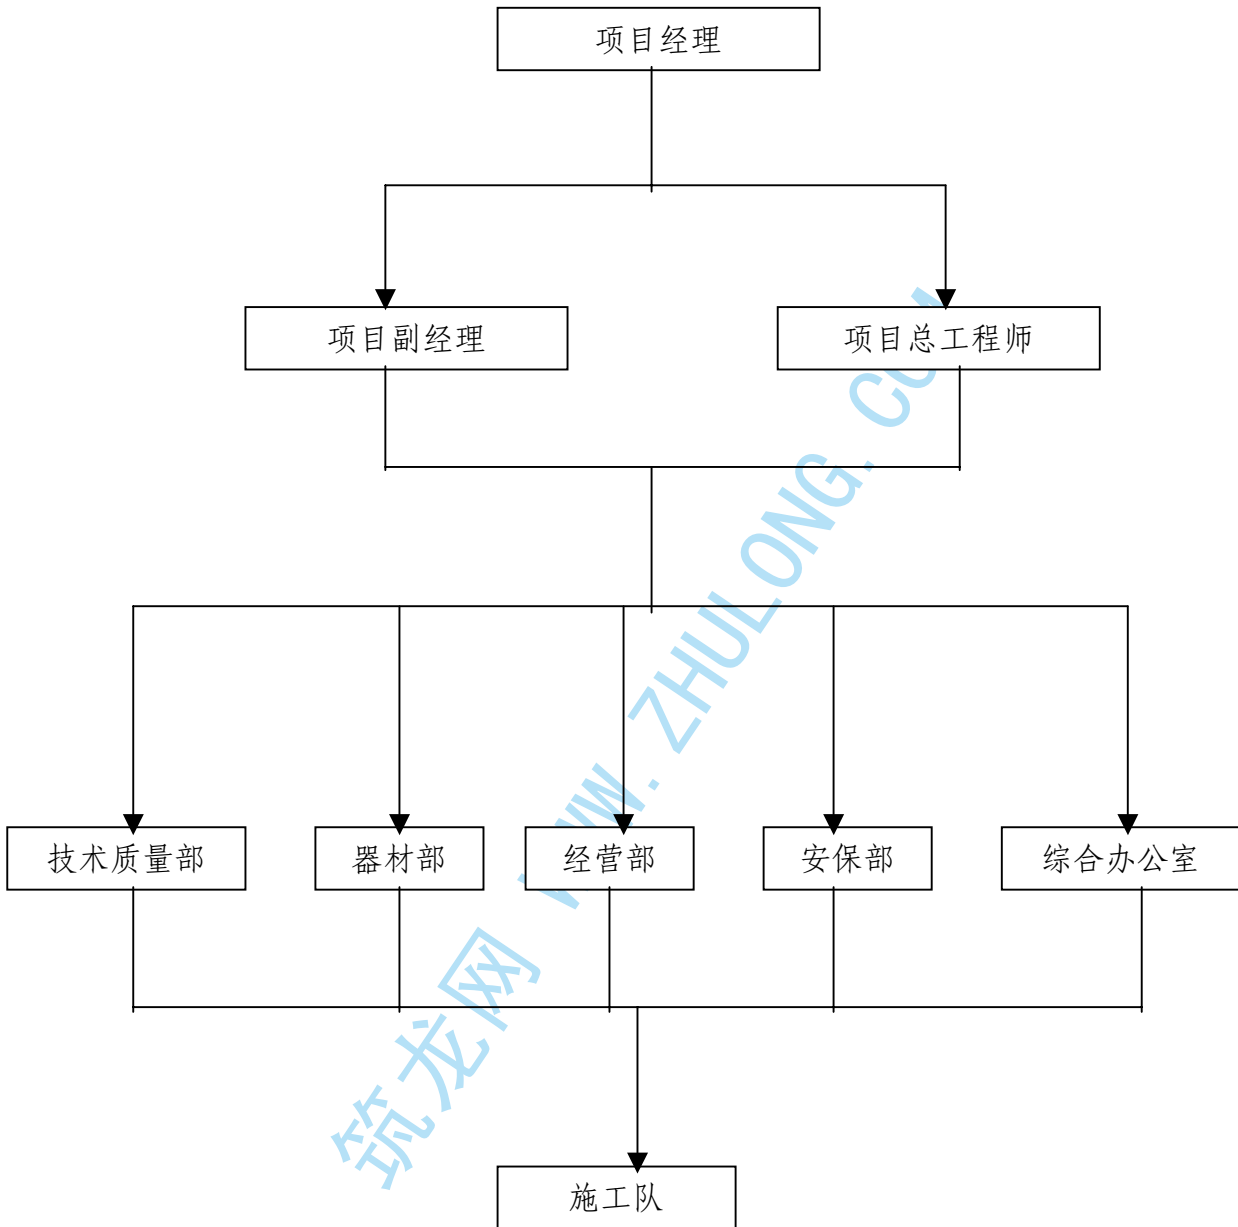 项目经理
项目副经理
项目总工程师
技术质量部
器材部
经营部
安保部
综合办公室
施工队
筑龙网 WWW.ZHULONG.COM